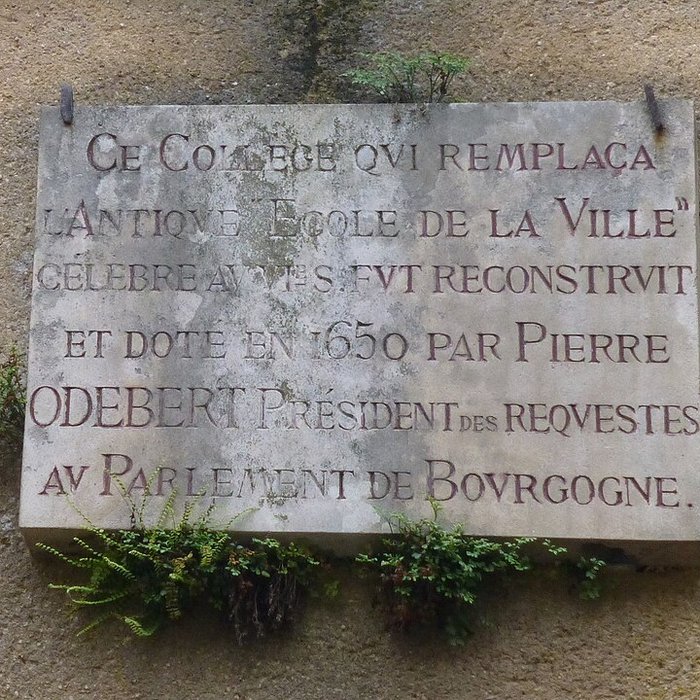 CE COLLEGE QVI REMPLAÇA
L'ANTIQVE "ECOLE DE LA VILLE"
CÉLÈBRE AV VIe S. FVT RECONSTRVIT
ET DOTÉ EN 1650 PAR PIERRE
ODEBERT PRÉSIDENT DES REQVESTES
AV PARLEMENT DE BOVRGOGNE.